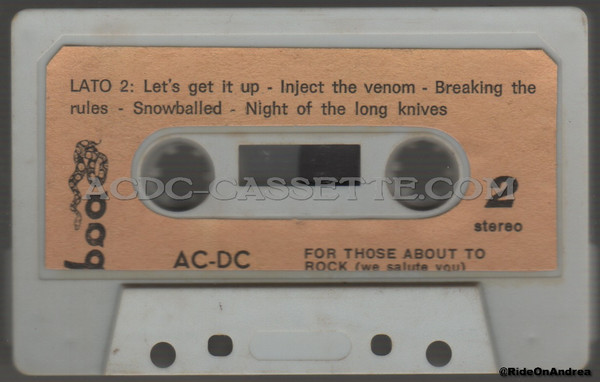 LATO 2: Let's get it up - Inject the venom - Breaking the
rules - Snowballed - Night of the long knives
ACDC-CASSETTE.COM
boa
2
stereo
AC-DC
FOR THOSE ABOUT TO
ROCK (we salute you)
@RideOnAndrea